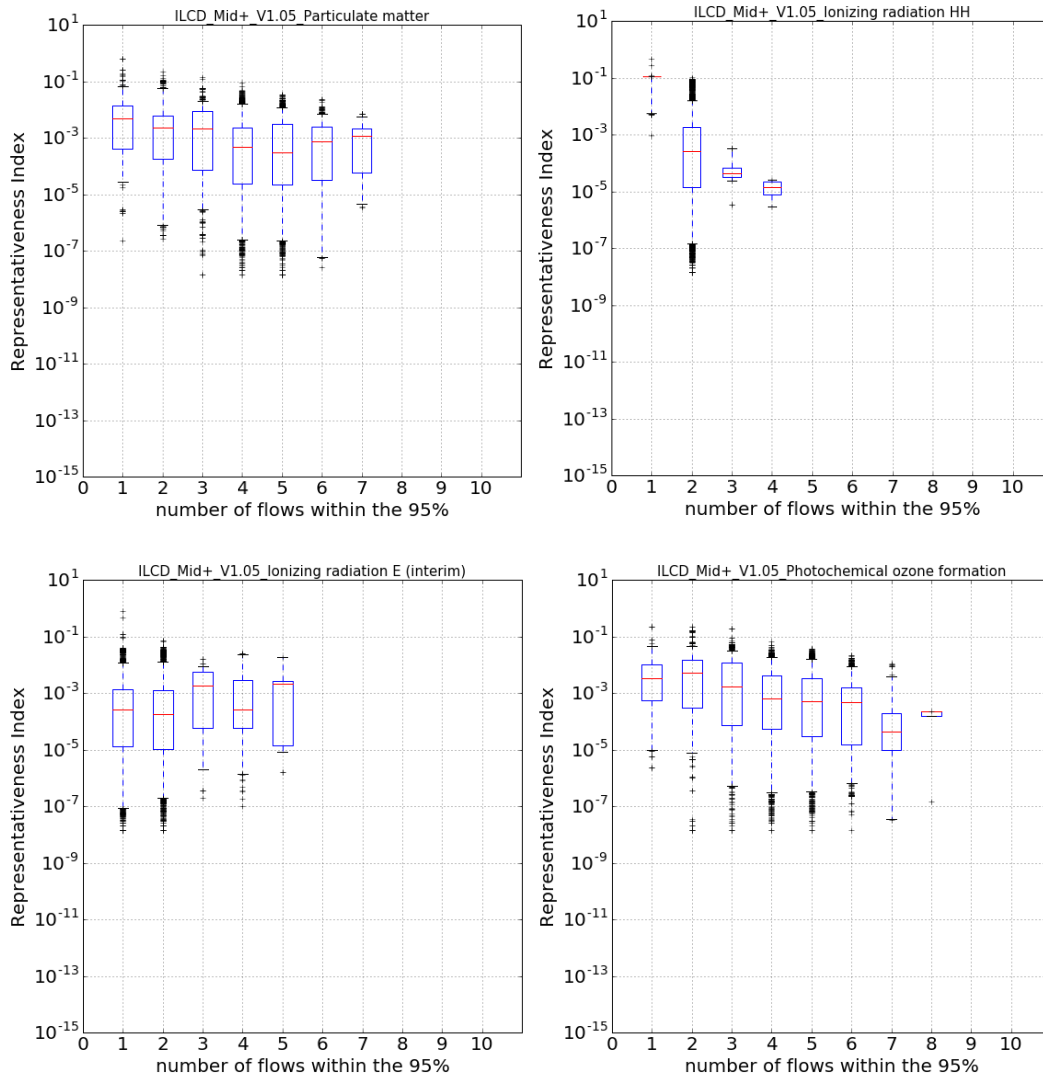 ILCD_Mid+_V1.05_Particulate matter
Representativeness Index
10^1
10^-1
10^-3
10^-5
10^-7
10^-9
10^-11
10^-13
10^-15
0 1 2 3 4 5 6 7 8 9 10
number of flows within the 95%
ILCD_Mid+_V1.05_Ionizing radiation HH
Representativeness Index
10^1
10^-1
10^-3
10^-5
10^-7
10^-9
10^-11
10^-13
10^-15
0 1 2 3 4 5 6 7 8 9 10
number of flows within the 95%
ILCD_Mid+_V1.05_Ionizing radiation E (interim)
Representativeness Index
10^1
10^-1
10^-3
10^-5
10^-7
10^-9
10^-11
10^-13
10^-15
0 1 2 3 4 5 6 7 8 9 10
number of flows within the 95%
ILCD_Mid+_V1.05_Photochemical ozone formation
Representativeness Index
10^1
10^-1
10^-3
10^-5
10^-7
10^-9
10^-11
10^-13
10^-15
0 1 2 3 4 5 6 7 8 9 10
number of flows within the 95%